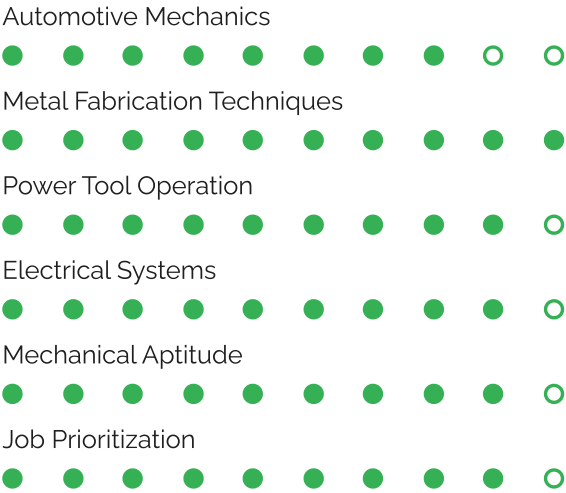 Automotive Mechanics
Metal Fabrication Techniques
Power Tool Operation
Electrical Systems
Mechanical Aptitude
Job Prioritization